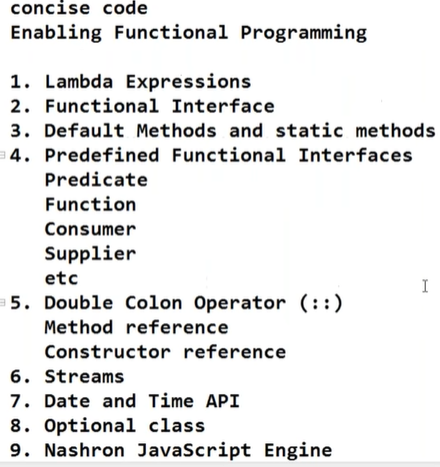 concise code
Enabling Functional Programming
1. Lambda Expressions
2. Functional Interface
3. Default Methods and static methods
4. Predefined Functional Interfaces
Predicate
Function
Consumer
Supplier
etc
5. Double Colon Operator (::)
Method reference
Constructor reference
6. Streams
7. Date and Time API
8. Optional class
9. Nashron JavaScript Engine